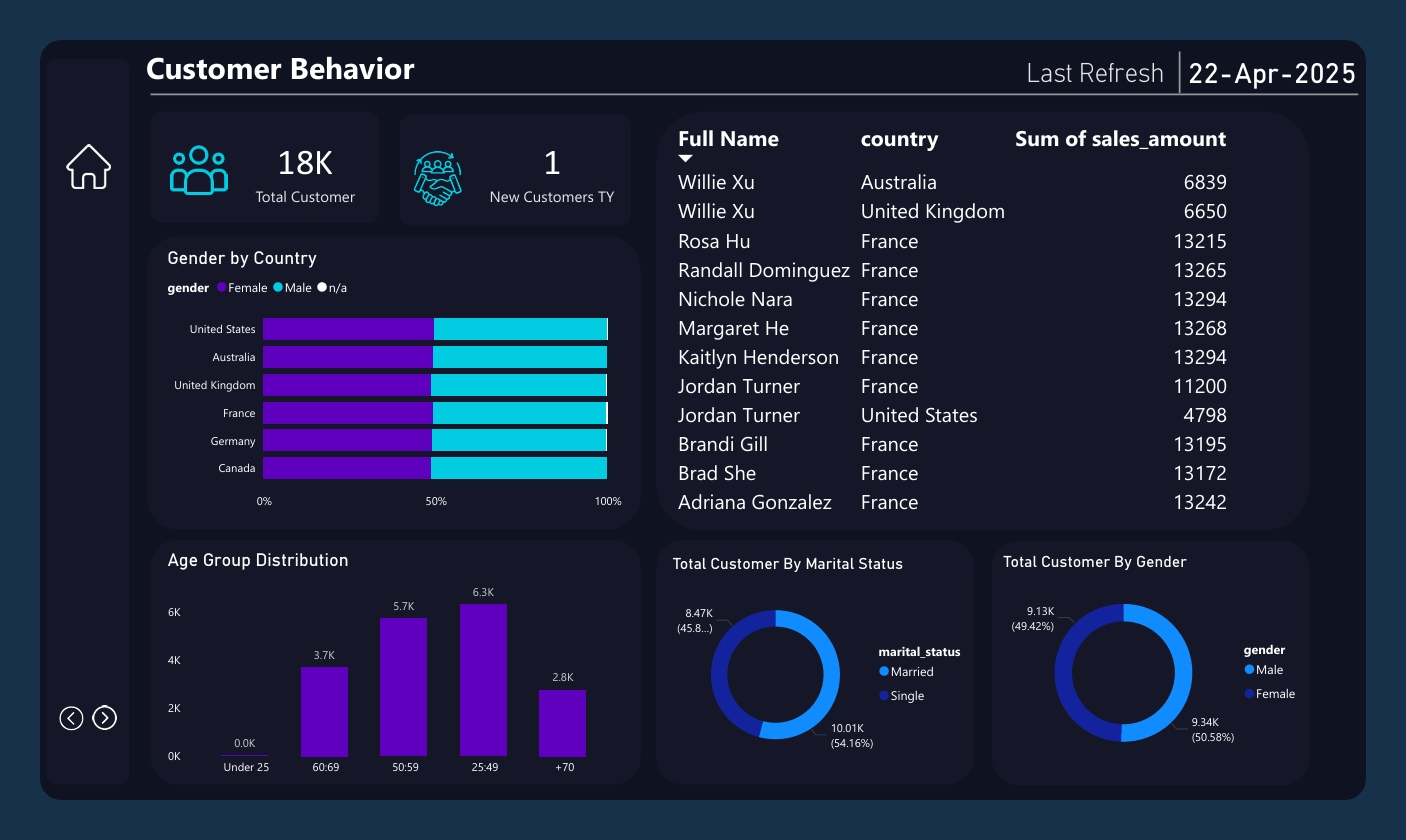 Customer Behavior
Last Refresh 22-Apr-2025
18K
Total Customer
1
New Customers TY
Full Name country Sum of sales_amount
Willie Xu Australia 6839
Willie Xu United Kingdom 6650
Rosa Hu France 13215
Randall Dominguez France 13265
Nichole Nara France 13294
Margaret He France 13268
Kaitlyn Henderson France 13294
Jordan Turner France 11200
Jordan Turner United States 4798
Brandi Gill France 13195
Brad She France 13172
Adriana Gonzalez France 13242
Gender by Country
gender Female Male n/a
United States
Australia
United Kingdom
France
Germany
Canada
0% 50% 100%
Age Group Distribution
6K
4K
2K
0K
0.0K
3.7K
5.7K
6.3K
2.8K
Under 25 60:69 50:59 25:49 +70
Total Customer By Marital Status
8.47K
(45.8...)
10.01K
(54.16%)
marital_status
Married
Single
Total Customer By Gender
9.13K
(49.42%)
9.34K
(50.58%)
gender
Male
Female